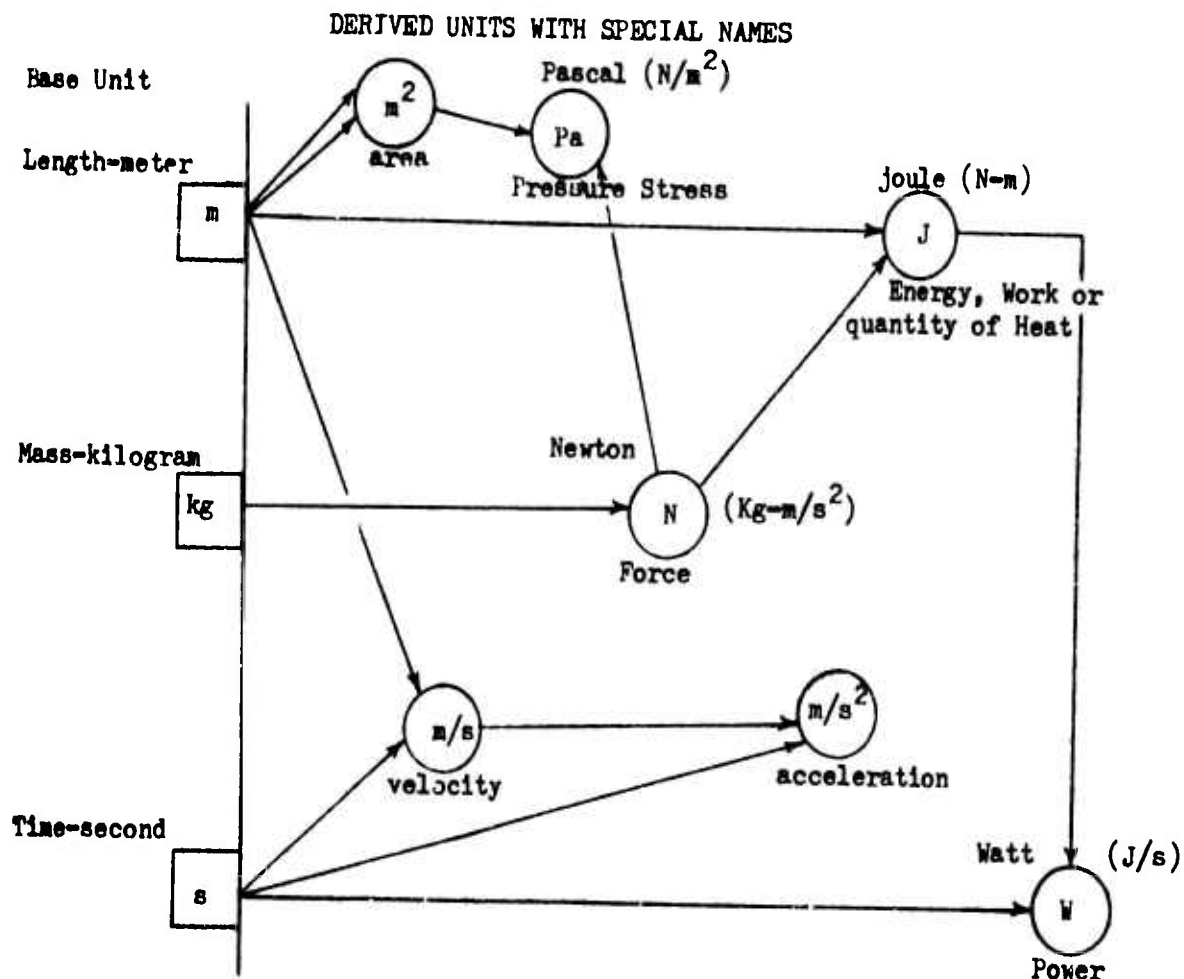 DERIVED UNITS WITH SPECIAL NAMES
Base Unit
m²
area
Pascal (N/m²)
Pa
Pressure Stress
Length-meter
m
joule (N-m)
J
Energy, Work or
quantity of Heat
Mass-kilogram
kg
Newton
N
(Kg-m/s²)
Force
m/s
velocity
m/s²
acceleration
Time-second
s
Watt
(J/s)
W
Power